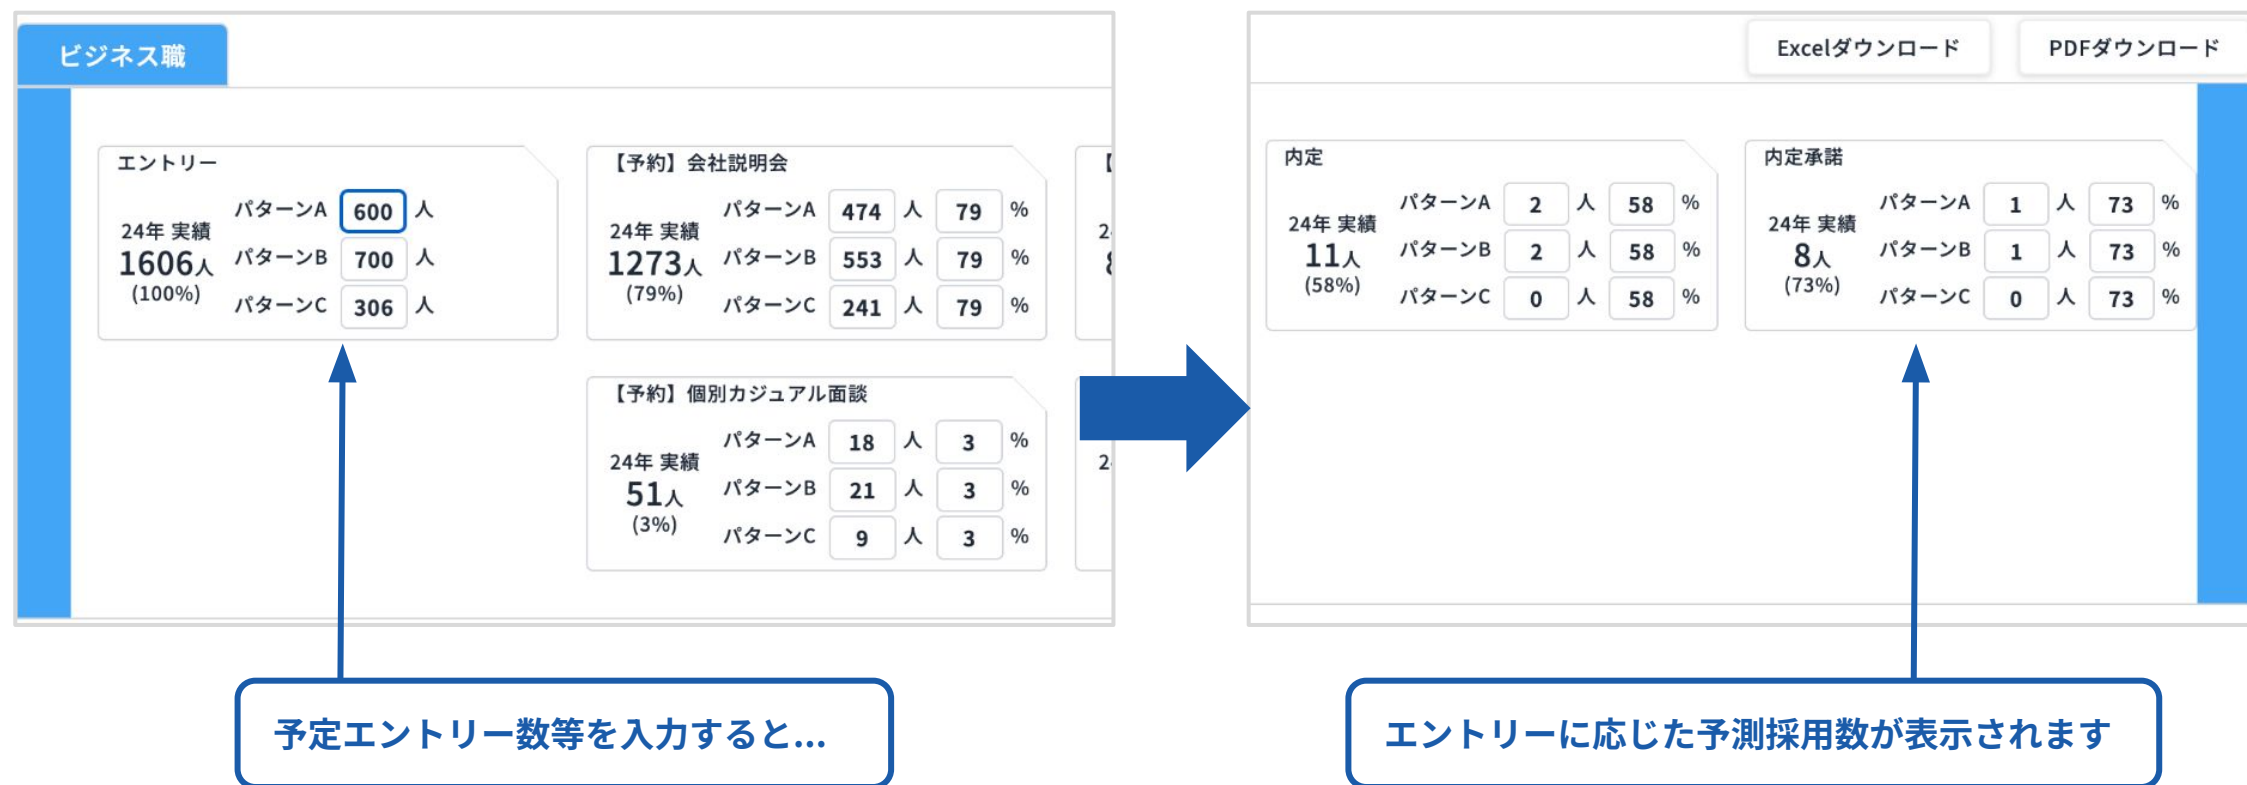 ビジネス職
エントリー
24年 実績
1606人
(100%)
パターンA 600 人
パターンB 700 人
パターンC 306 人
【予約】会社説明会
24年 実績
1273人
(79%)
パターンA 474 人 79 %
パターンB 553 人 79 %
パターンC 241 人 79 %
【予約】個別カジュアル面談
24年 実績
51人
(3%)
パターンA 18 人 3 %
パターンB 21 人 3 %
パターンC 9 人 3 %
Excelダウンロード
PDFダウンロード
内定
24年 実績
11人
(58%)
パターンA 2 人 58 %
パターンB 2 人 58 %
パターンC 0 人 58 %
内定承諾
24年 実績
8人
(73%)
パターンA 1 人 73 %
パターンB 1 人 73 %
パターンC 0 人 73 %
予定エントリー数等を入力すると...
エントリーに応じた予測採用数が表示されます